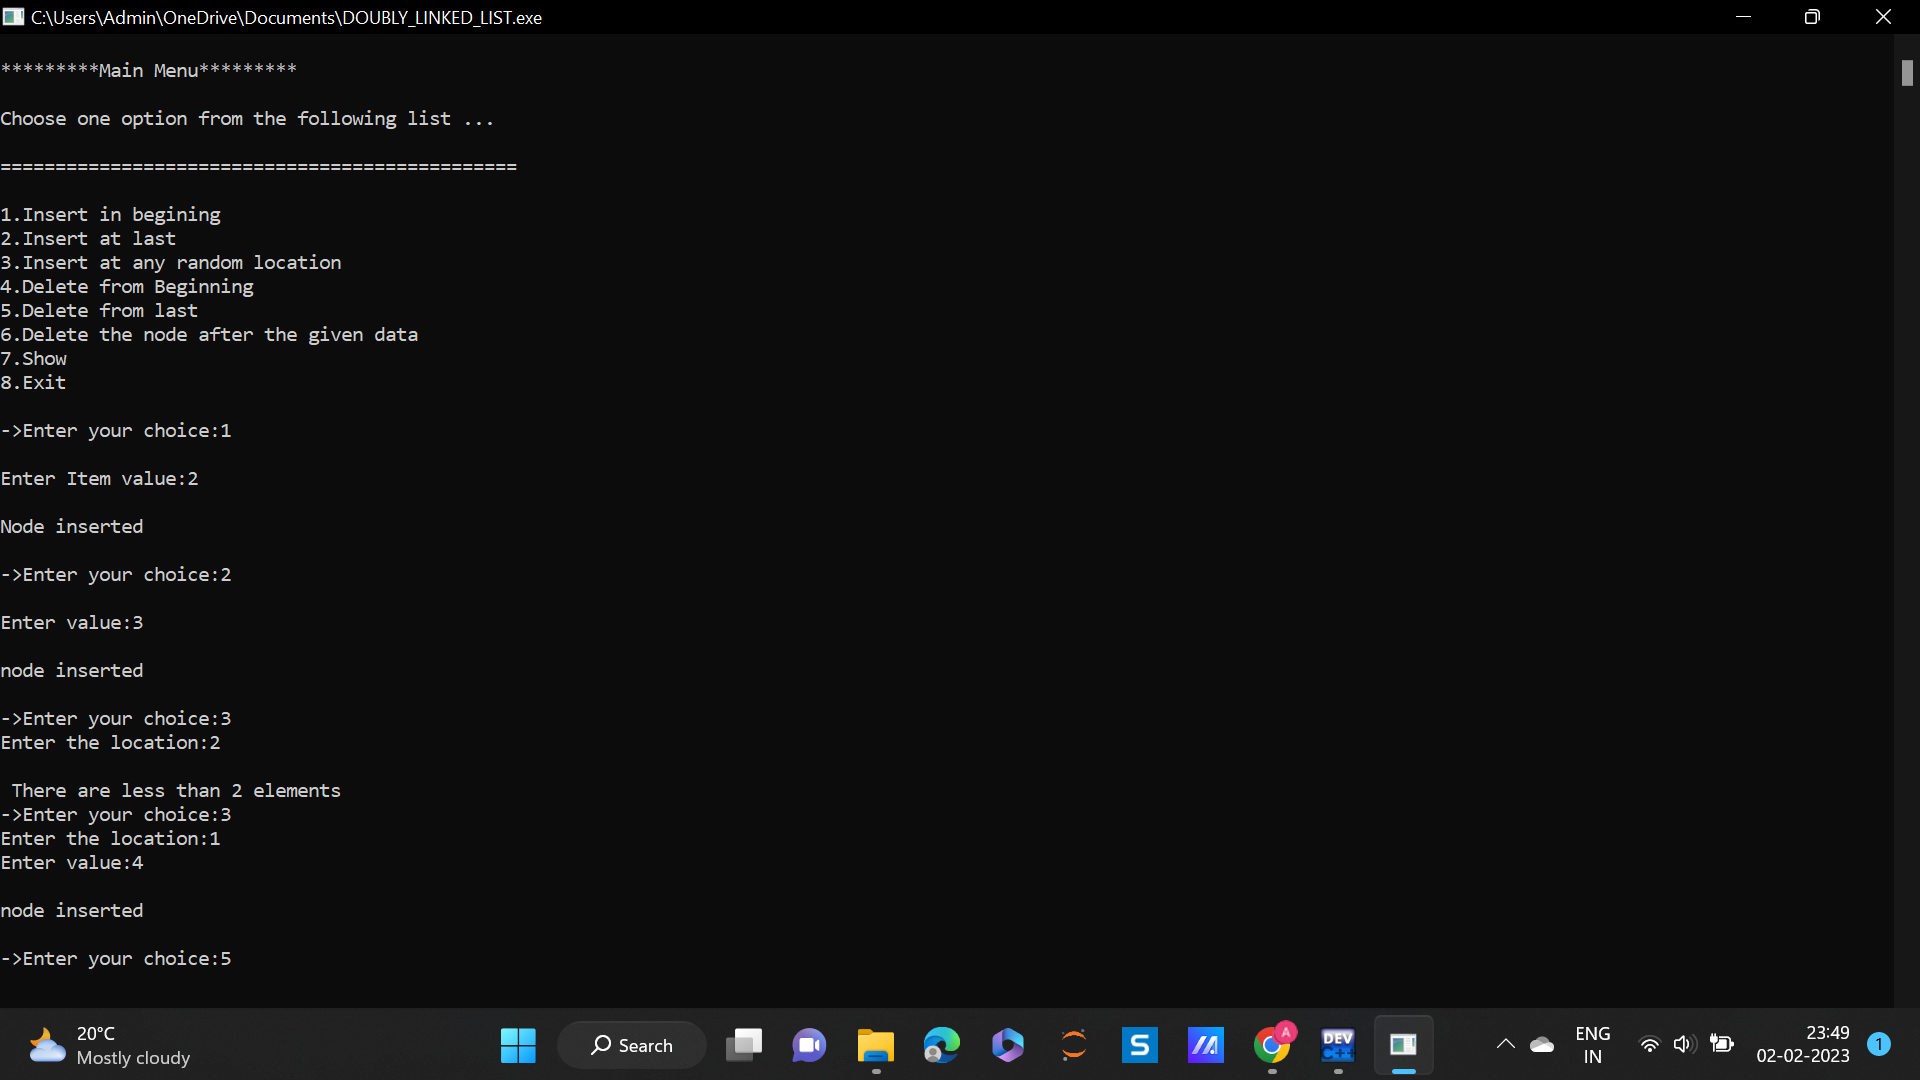 C:\Users\Admin\OneDrive\Documents\DOUBLY_LINKED_LIST.exe
*********Main Menu*********
Choose one option from the following list ...
===============================================
1.Insert in begining
2.Insert at last
3.Insert at any random location
4.Delete from Beginning
5.Delete from last
6.Delete the node after the given data
7.Show
8.Exit
->Enter your choice:1
Enter Item value:2
Node inserted
->Enter your choice:2
Enter value:3
node inserted
->Enter your choice:3
Enter the location:2
There are less than 2 elements
->Enter your choice:3
Enter the location:1
Enter value:4
node inserted
->Enter your choice:5
20°C
Mostly cloudy
Search
S
A
DEV
C++
ENG
IN
23:49
02-02-2023
1